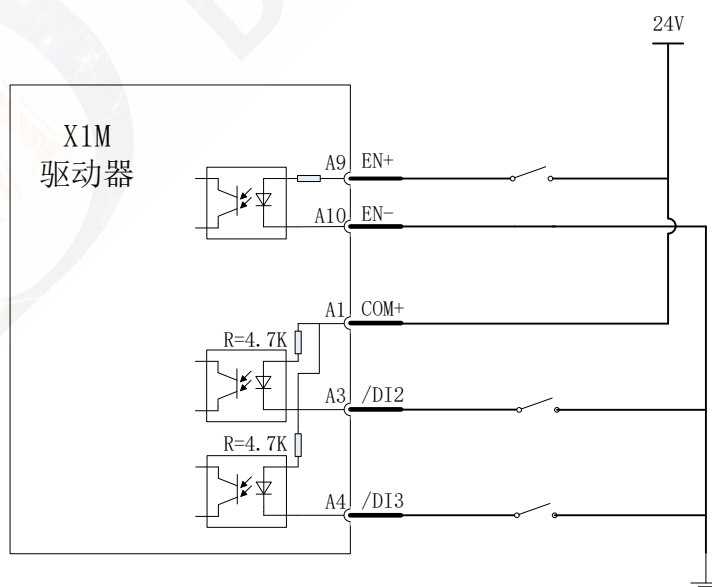 24V
X1M
驱动器
A9 EN+
A10 EN-
A1 COM+
R=4.7K
A3 /DI2
R=4.7K
A4 /DI3